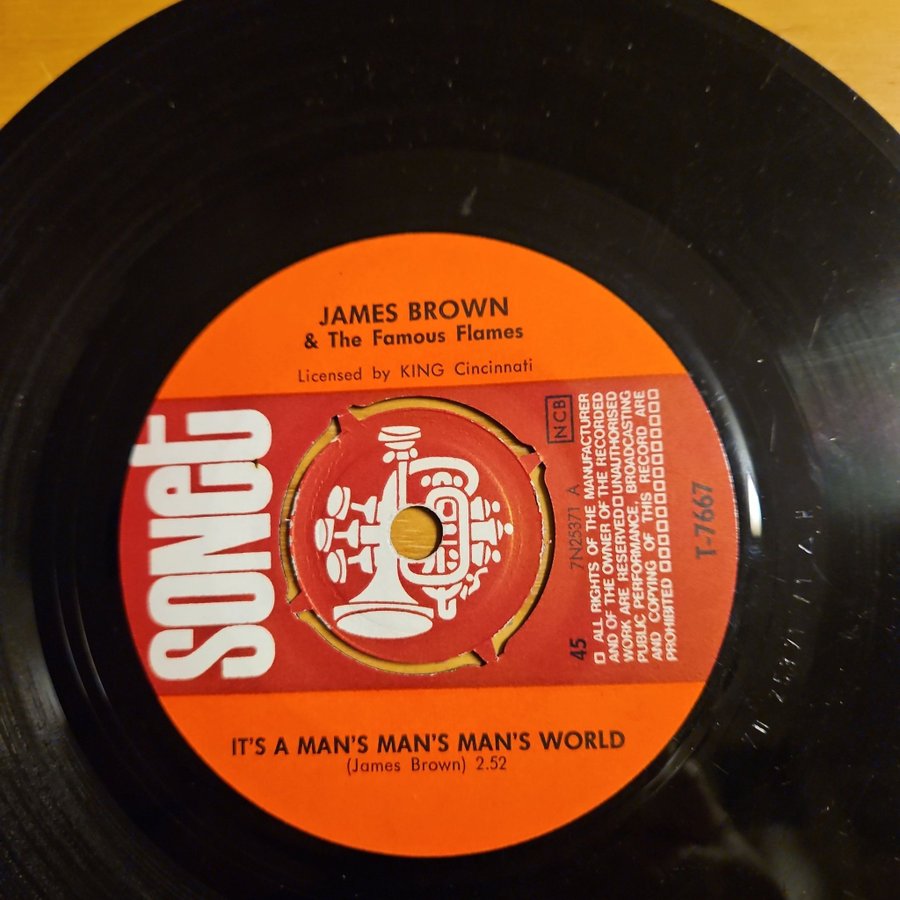 JAMES BROWN
& The Famous Flames
Licensed by KING Cincinnati
SONET
NCB
7N25371 A
45
□ ALL RIGHTS OF THE MANUFACTURER
AND OF THE OWNER OF THE RECORDED
WORK ARE RESERVED □ UNAUTHORISED
PUBLIC PERFORMANCE, BROADCASTING
AND COPYING OF THIS RECORD ARE
PROHIBITED □□□□□□□□□□
T-7667
IT'S A MAN'S MAN'S MAN'S WORLD
(James Brown) 2.52